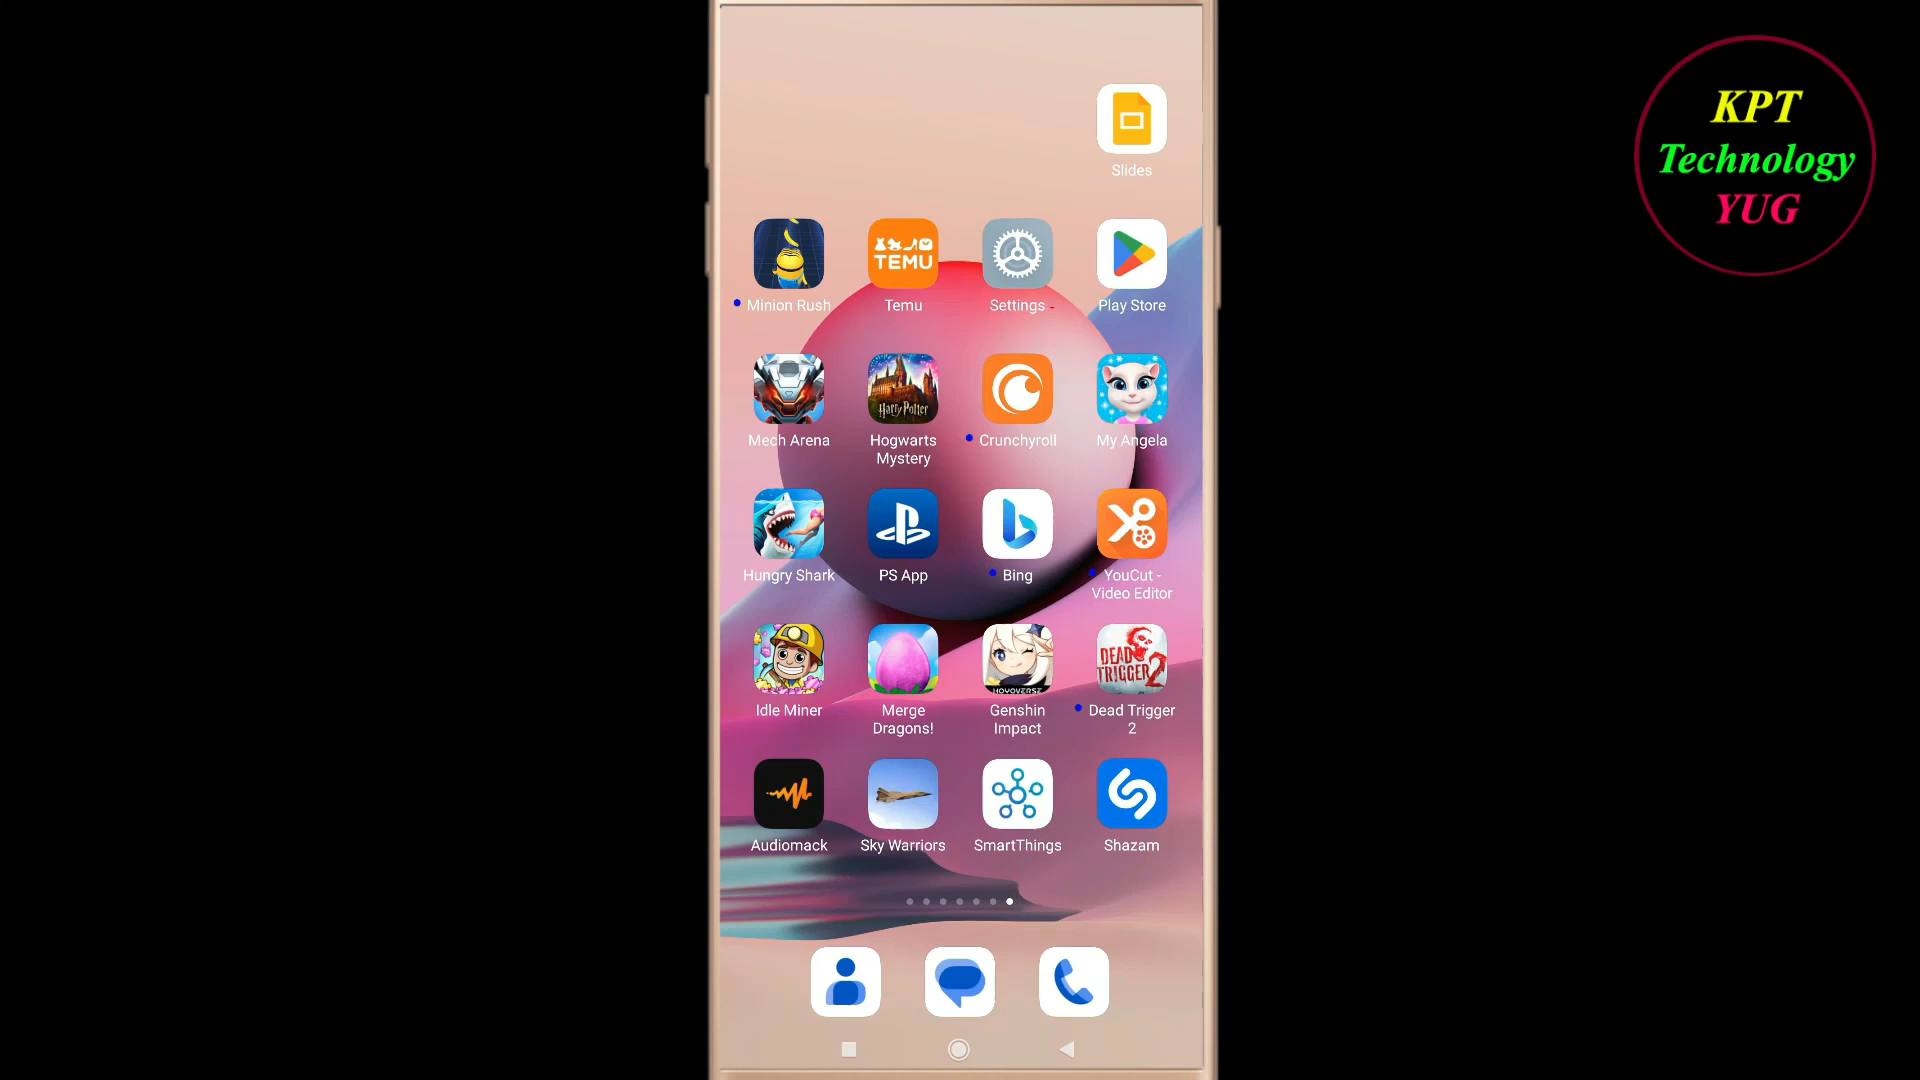 KPT
Technology
YUG
Slides
TEMU
Minion Rush
Temu
Settings
Play Store
Harry Potter
Mech Arena
Hogwarts
Mystery
Crunchyroll
My Angela
Hungry Shark
PS App
Bing
YouCut -
Video Editor
HOYOVERSE
DEAD
TRIGGER
2
Idle Miner
Merge
Dragons!
Genshin
Impact
Dead Trigger
2
Audiomack
Sky Warriors
SmartThings
Shazam